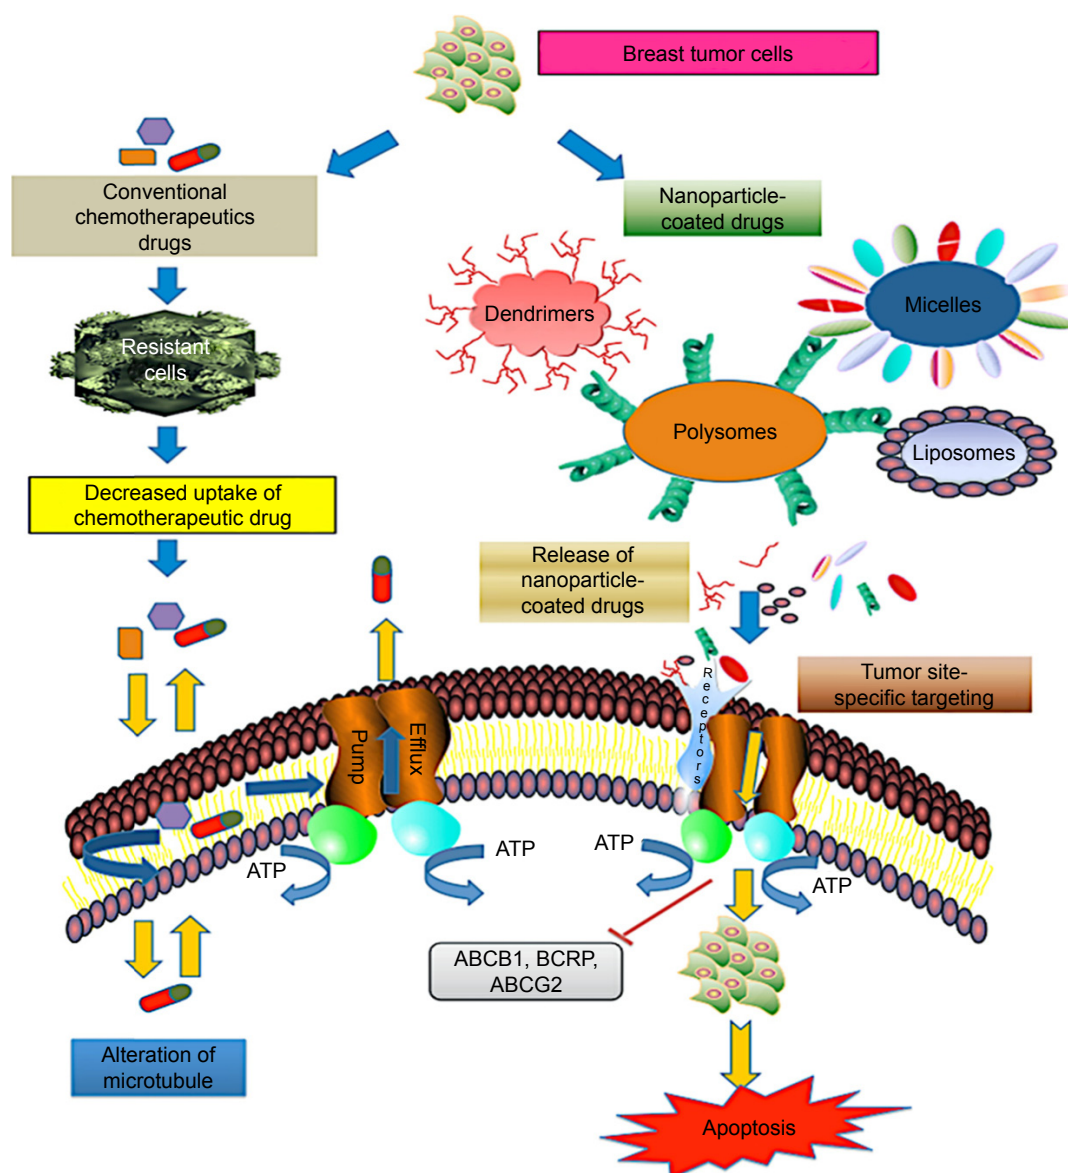 Breast tumor cells
Conventional
chemotherapeutics
drugs
Nanoparticle-
coated drugs
Dendrimers
Micelles
Resistant
cells
Polysomes
Liposomes
Decreased uptake of
chemotherapeutic drug
Release of
nanoparticle-
coated drugs
Tumor site-
specific targeting
Receptors
Pump
Efflux
ATP
ATP
ATP
ATP
ABCB1, BCRP,
ABCG2
Alteration of
microtubule
Apoptosis